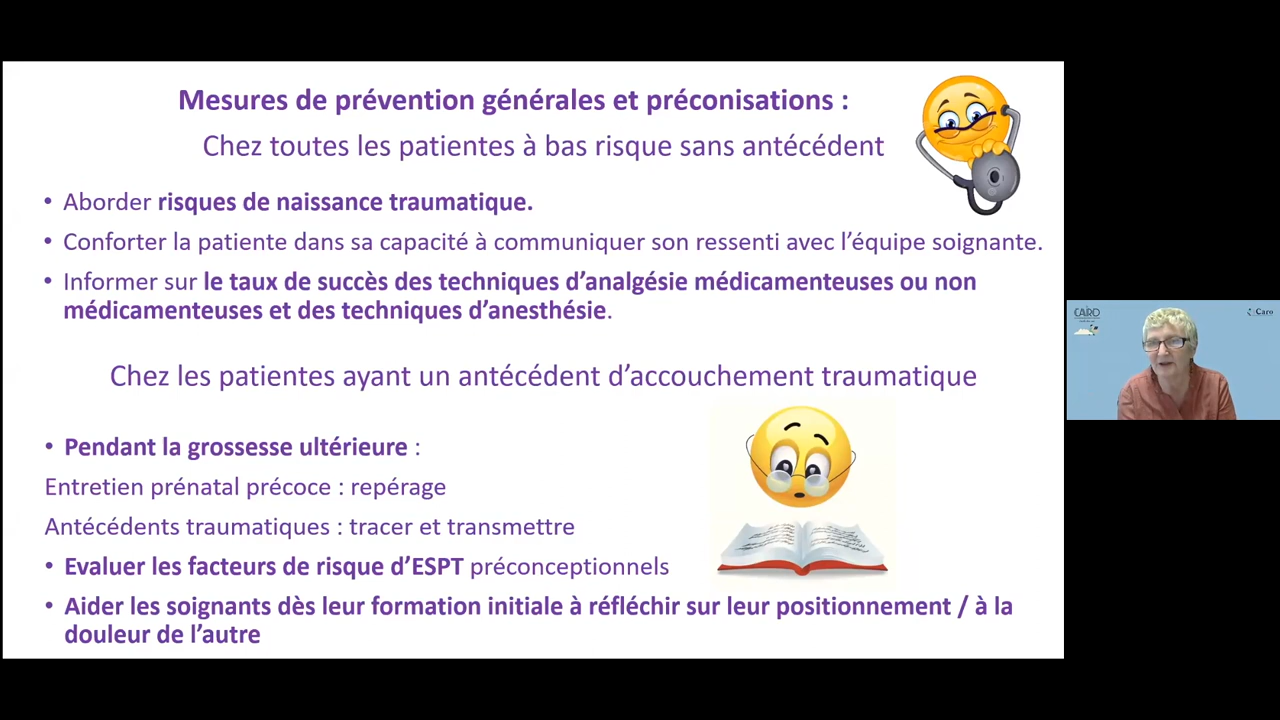 Mesures de prévention générales et préconisations :
Chez toutes les patientes à bas risque sans antécédent
• Aborder risques de naissance traumatique.
• Conforter la patiente dans sa capacité à communiquer son ressenti avec l’équipe soignante.
• Informer sur le taux de succès des techniques d’analgésie médicamenteuses ou non
médicamenteuses et des techniques d’anesthésie.
Chez les patientes ayant un antécédent d’accouchement traumatique
• Pendant la grossesse ultérieure :
Entretien prénatal précoce : repérage
Antécédents traumatiques : tracer et transmettre
• Evaluer les facteurs de risque d’ESPT préconceptionnels
• Aider les soignants dès leur formation initiale à réfléchir sur leur positionnement / à la
douleur de l’autre
CARO
Caro